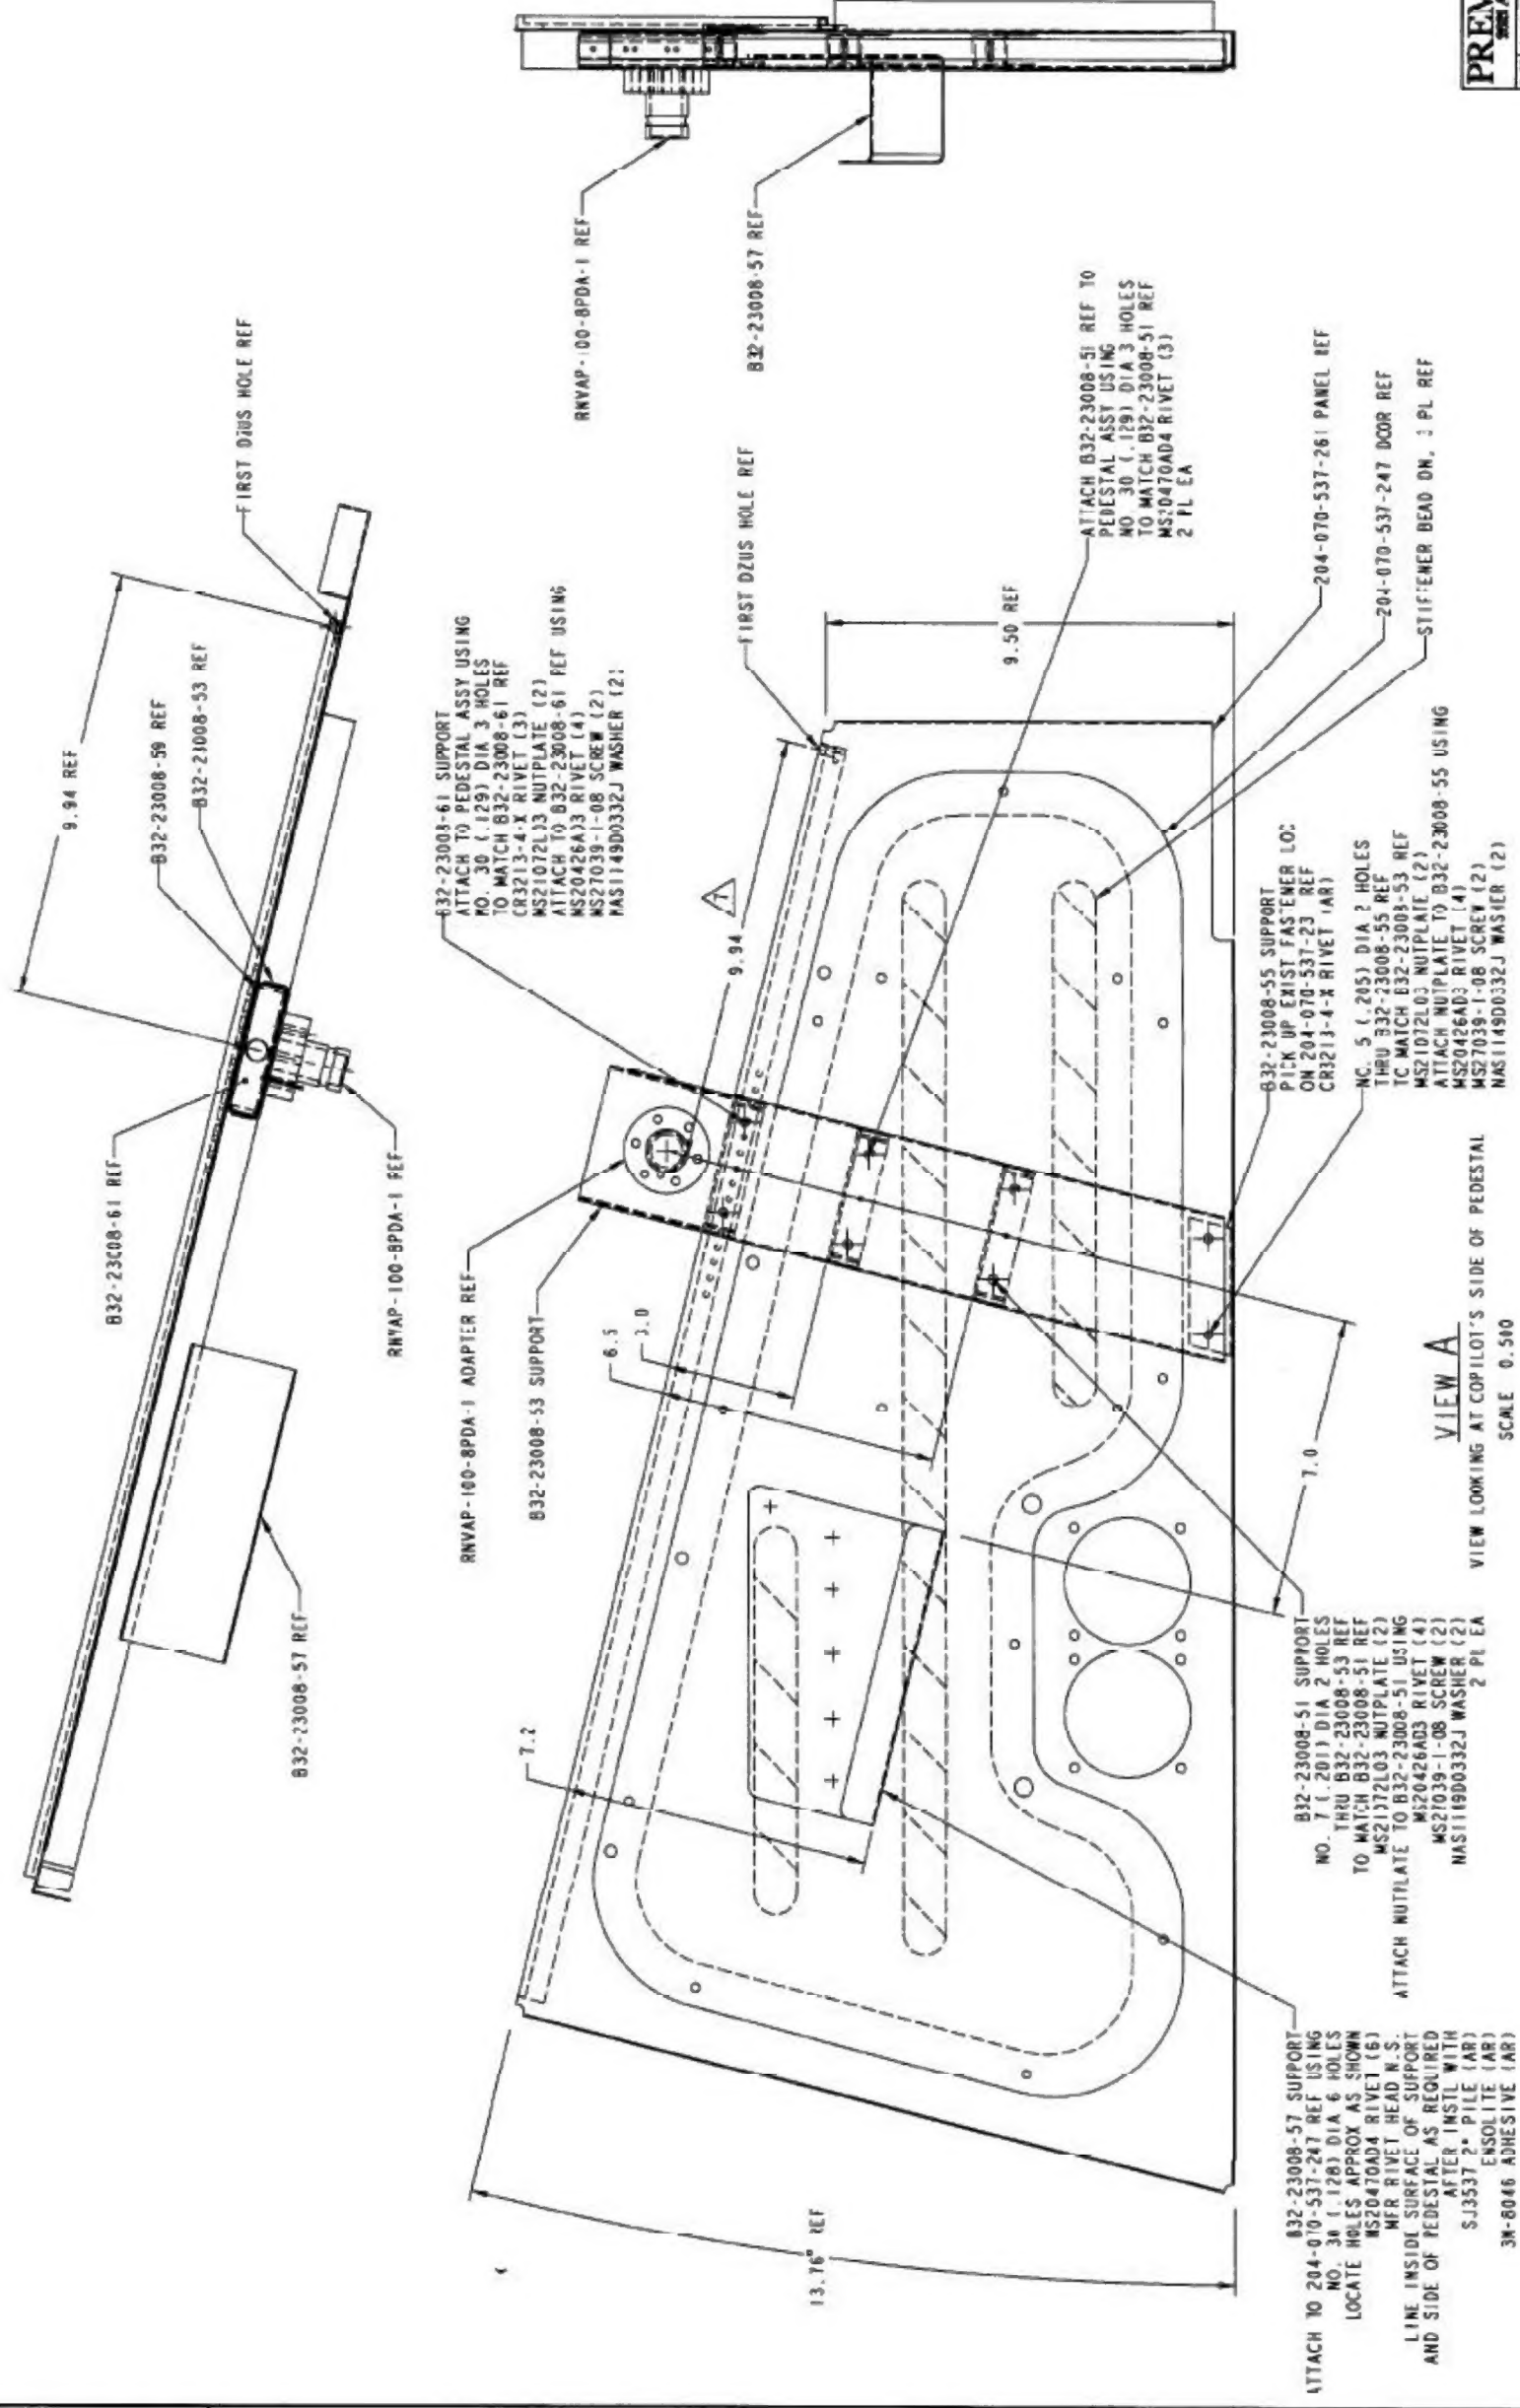 9.94 REF
FIRST DZUS HOLE REF
B32-23008-59 REF
B32-23008-53 REF
B32-23008-61 REF
RNVAP-100-8PDA-1 REF
B32-23008-57 REF
PREM
RNVAP-100-8PDA-1 REF
B32-23008-57 REF
B32-23008-61 SUPPORT
ATTACH TO PEDESTAL ASSY USING
NO. 30 (.129) DIA 3 HOLES
TO MATCH B32-23008-61 REF
CR3213-4-X RIVET (3)
MS21072L03 NUTPLATE (2)
ATTACH TO B32-23008-61 REF USING
MS20426AD3 RIVET (4)
MS27039-1-08 SCREW (2)
NAS1149D0332J WASHER (2)
RNVAP-100-8PDA-1 ADAPTER REF
B32-23008-53 SUPPORT
FIRST DZUS HOLE REF
9.94
9.50 REF
6.5
3.0
7.2
7.0
13.76° REF
ATTACH B32-23008-51 REF TO
PEDESTAL ASSY USING
NO. 30 (.129) DIA 3 HOLES
TO MATCH B32-23008-51 REF
MS20470AD4 RIVET (3)
2 PL EA
204-070-537-261 PANEL REF
204-070-537-247 DOOR REF
STIFFENER BEAD ON, 3 PL REF
B32-23008-55 SUPPORT
PICK UP EXIST FASTENER LOC
ON 204-070-537-23 REF
CR3213-4-X RIVET (AR)
NO. 5 (.205) DIA 2 HOLES
THRU B32-23008-55 REF
TO MATCH B32-23008-53 REF
MS21072L03 NUTPLATE (2)
ATTACH NUTPLATE TO B32-23008-55 USING
MS20426AD3 RIVET (4)
MS27039-1-08 SCREW (2)
NAS1149D0332J WASHER (2)
B32-23008-51 SUPPORT
NO. 7 (.201) DIA 2 HOLES
THRU B32-23008-53 REF
TO MATCH B32-23008-51 REF
MS21072L03 NUTPLATE (2)
ATTACH NUTPLATE TO B32-23008-51 USING
MS20426AD3 RIVET (4)
MS27039-1-08 SCREW (2)
NAS1149D0332J WASHER (2)
2 PL EA
B32-23008-57 SUPPORT
ATTACH TO 204-070-537-247 REF USING
NO. 30 (.128) DIA 6 HOLES
LOCATE HOLES APPROX AS SHOWN
MS20470AD4 RIVET (6)
MFR RIVET HEAD N.S.
LINE INSIDE SURFACE OF SUPPORT
AND SIDE OF PEDESTAL AS REQUIRED
AFTER INSTL WITH
SJ3537 2" PILE (AR)
ENSOLITE (AR)
3M-8046 ADHESIVE (AR)
VIEW A
VIEW LOOKING AT COPILOT'S SIDE OF PEDESTAL
SCALE 0.500